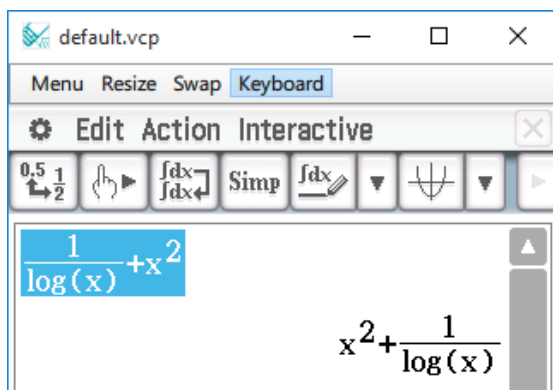 default.vcp
Menu Resize Swap Keyboard
Edit Action Interactive
0.5 1/2 ∫dx ∫dx Simp ∫dx
1/log(x)+x^2
x^2+1/log(x)